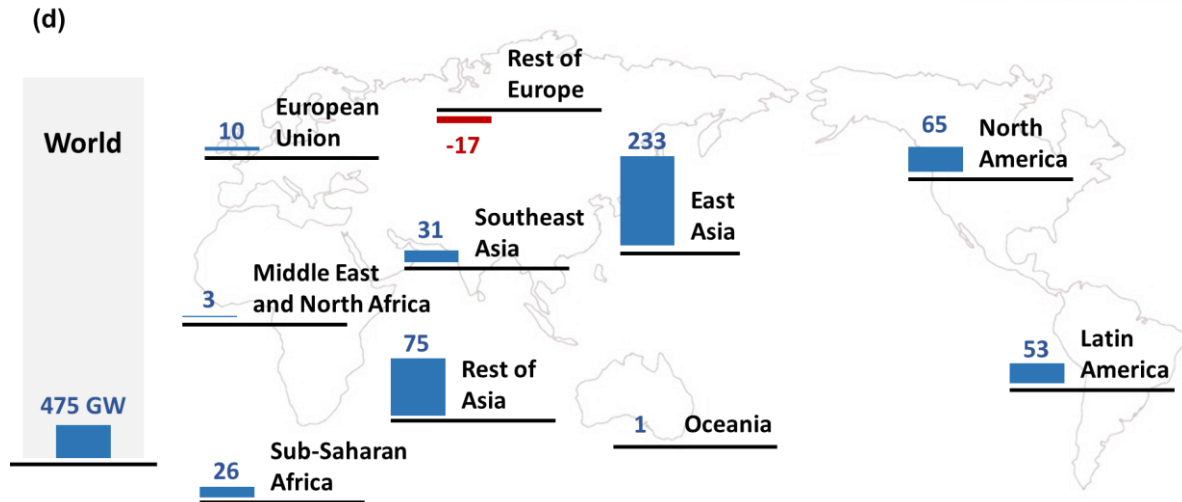 (d)
World
475 GW
10
European
Union
Rest of
Europe
-17
233
East
Asia
65
North
America
31
Southeast
Asia
3
Middle East
and North Africa
75
Rest of
Asia
1
Oceania
53
Latin
America
26
Sub-Saharan
Africa